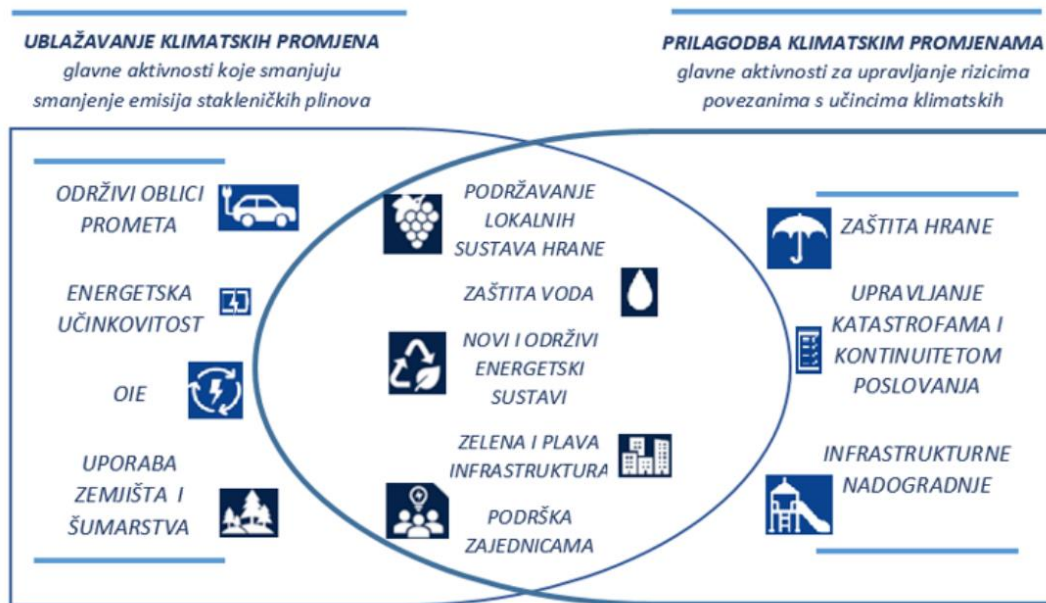 UBLAŽAVANJE KLIMATSKIH PROMJENA
glavne aktivnosti koje smanjuju
smanjenje emisija stakleničkih plinova
PRILAGODBA KLIMATSKIM PROMJENAMA
glavne aktivnosti za upravljanje rizicima
povezanima s učincima klimatskih
ODRŽIVI OBLICI
PROMETA
ENERGETSKA
UČINKOVITOST
OIE
UPORABA
ZEMJIŠTA I
ŠUMARSTVA
PODRŽAVANJE
LOKALNIH
SUSTAVA HRANE
ZAŠTITA VODA
NOVI I ODRŽIVI
ENERGETSKI
SUSTAVI
ZELENA I PLAVA
INFRASTRUKTURA
PODRŠKA
ZAJEDNICAMA
ZAŠTITA HRANE
UPRAVLJANJE
KATASTROFAMA I
KONTINUITETOM
POSLOVANJA
INFRASTRUKTURNE
NADOGRADNJE